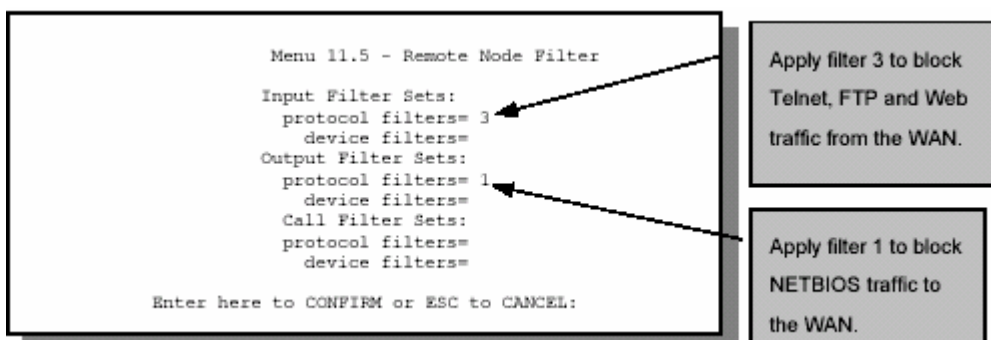 Menu 11.5 - Remote Node Filter
Input Filter Sets:
protocol filters= 3
device filters=
Output Filter Sets:
protocol filters= 1
device filters=
Call Filter Sets:
protocol filters=
device filters=
Enter here to CONFIRM or ESC to CANCEL:
Apply filter 3 to block
Telnet, FTP and Web
traffic from the WAN.
Apply filter 1 to block
NETBIOS traffic to
the WAN.